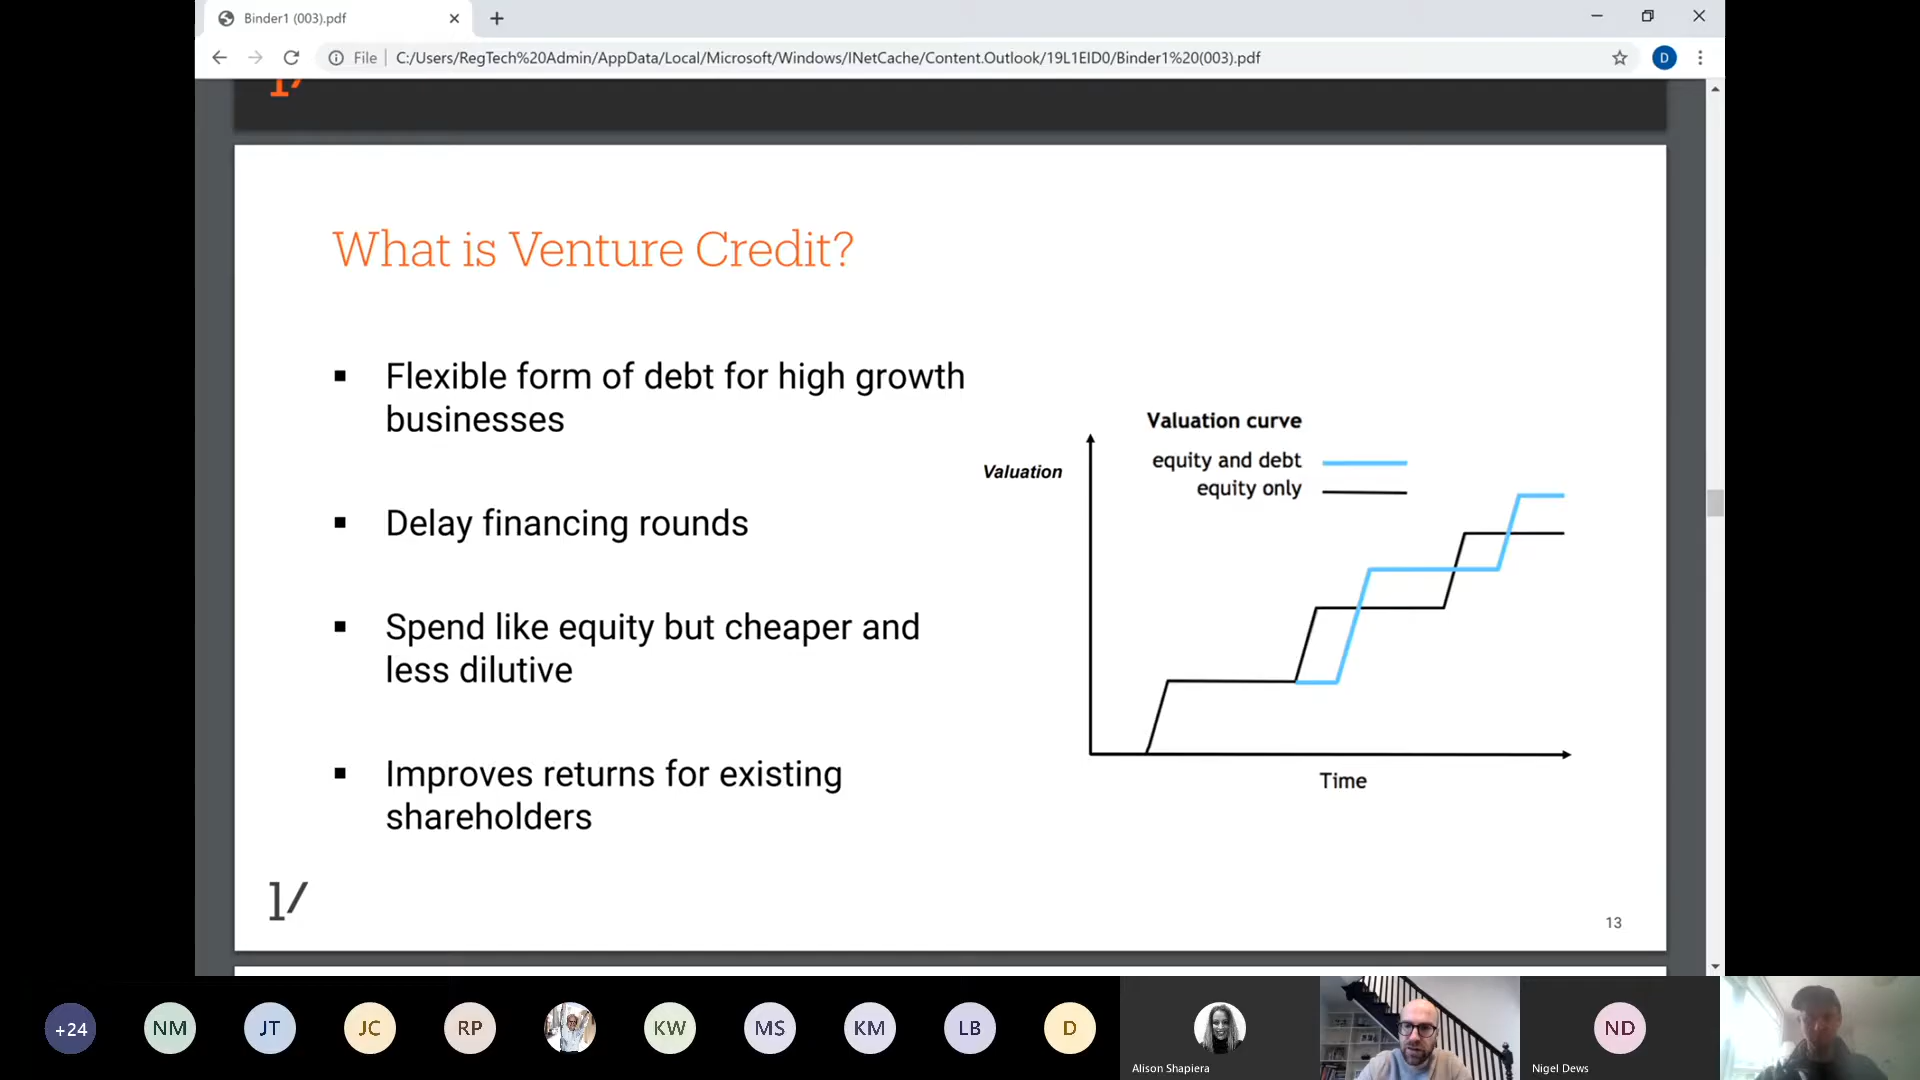 Binder1 (003).pdf
File
C:/Users/RegTech%20Admin/AppData/Local/Microsoft/Windows/INetCache/Content.Outlook/19L1EID0/Binder1%20(003).pdf
D
1/
What is Venture Credit?
Flexible form of debt for high growth
businesses
Delay financing rounds
Spend like equity but cheaper and
less dilutive
Improves returns for existing
shareholders
Valuation curve
equity and debt
equity only
Valuation
Time
1/
13
+24
NM
JT
JC
RP
KW
MS
KM
LB
D
Alison Shapiera
ND
Nigel Dews